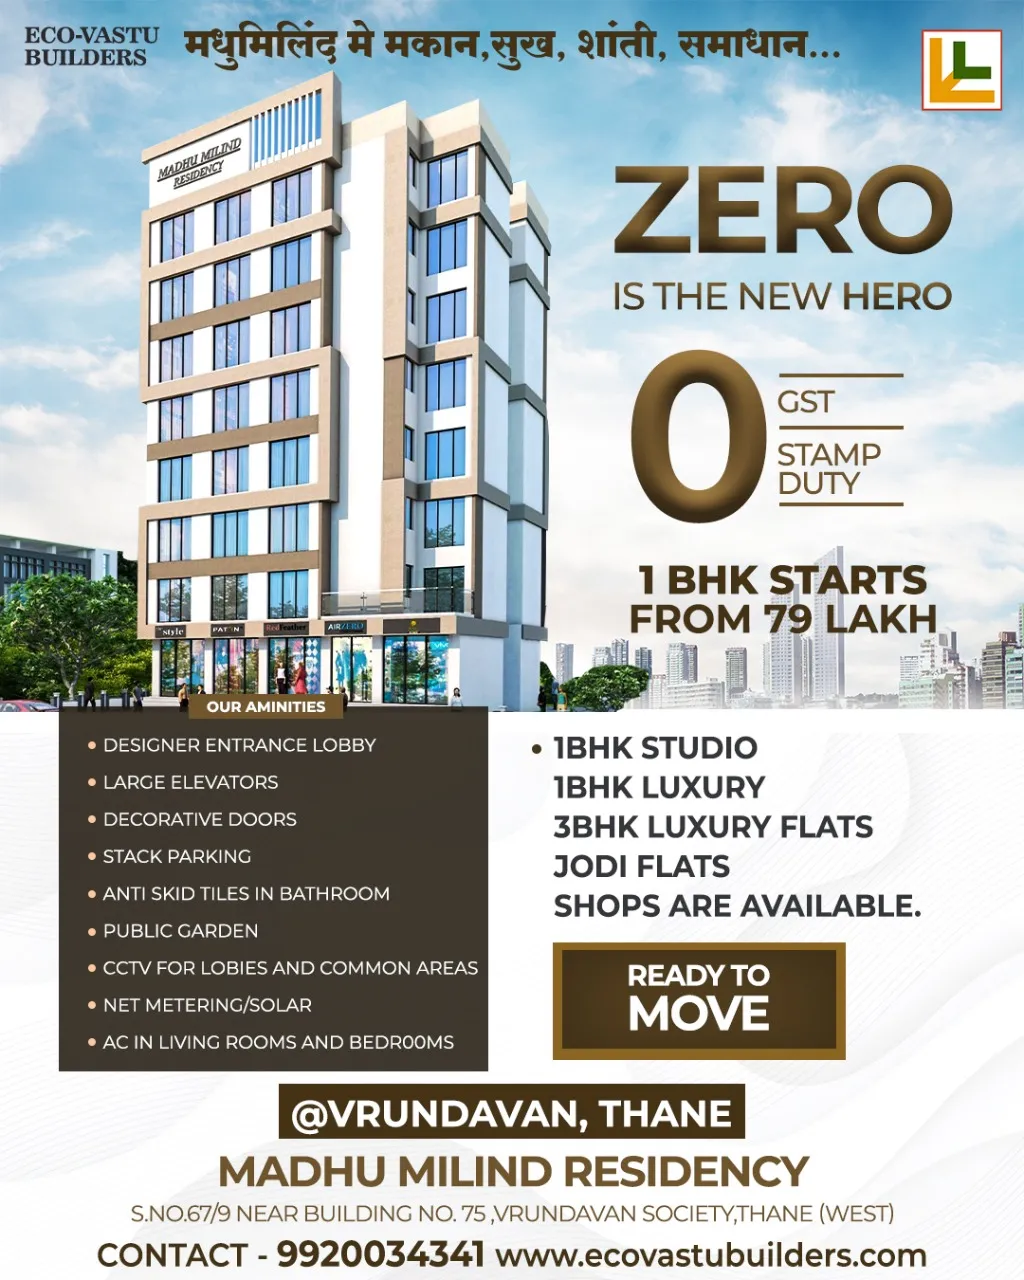 ECO-VASTU
BUILDERS
मधुमिलिंद मे मकान,सुख, शांती, समाधान...
MADHU MILIND
RESIDENCY
ZERO
IS THE NEW HERO
0
GST
STAMP
DUTY
1 BHK STARTS
FROM 79 LAKH
style
RedFeather
AIRZERO
OUR AMINITIES
• DESIGNER ENTRANCE LOBBY
• LARGE ELEVATORS
• DECORATIVE DOORS
• STACK PARKING
• ANTI SKID TILES IN BATHROOM
• PUBLIC GARDEN
• CCTV FOR LOBIES AND COMMON AREAS
• NET METERING/SOLAR
• AC IN LIVING ROOMS AND BEDR00MS
• 1BHK STUDIO
1BHK LUXURY
3BHK LUXURY FLATS
JODI FLATS
SHOPS ARE AVAILABLE.
READY TO
MOVE
@VRUNDAVAN, THANE
MADHU MILIND RESIDENCY
S.NO.67/9 NEAR BUILDING NO. 75 ,VRUNDAVAN SOCIETY,THANE (WEST)
CONTACT - 9920034341 www.ecovastubuilders.com